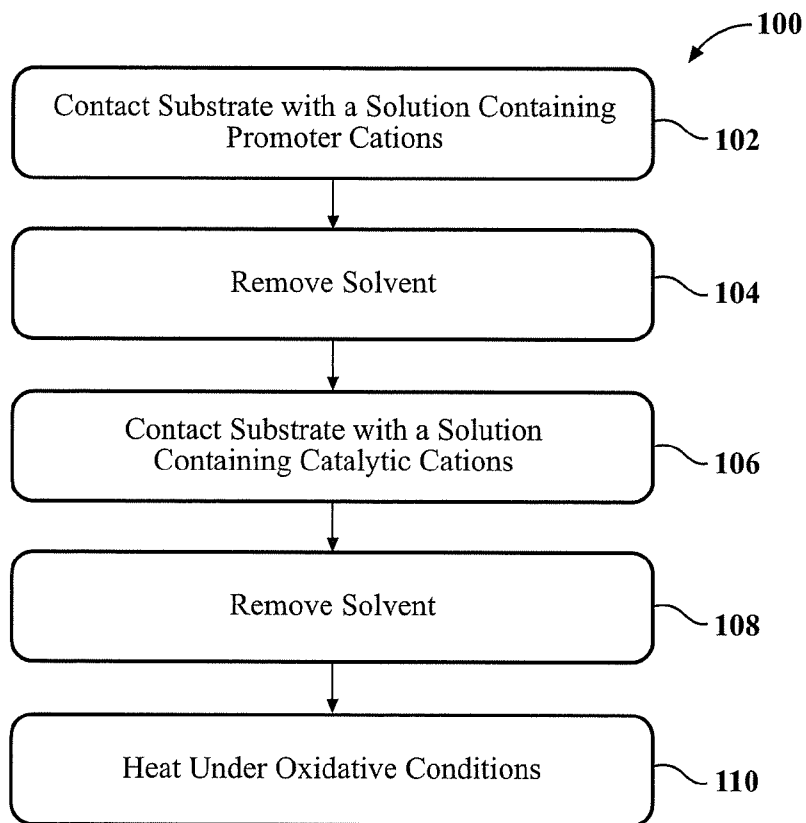 100
Contact Substrate with a Solution Containing
Promoter Cations
102
Remove Solvent
104
Contact Substrate with a Solution
Containing Catalytic Cations
106
Remove Solvent
108
Heat Under Oxidative Conditions
110